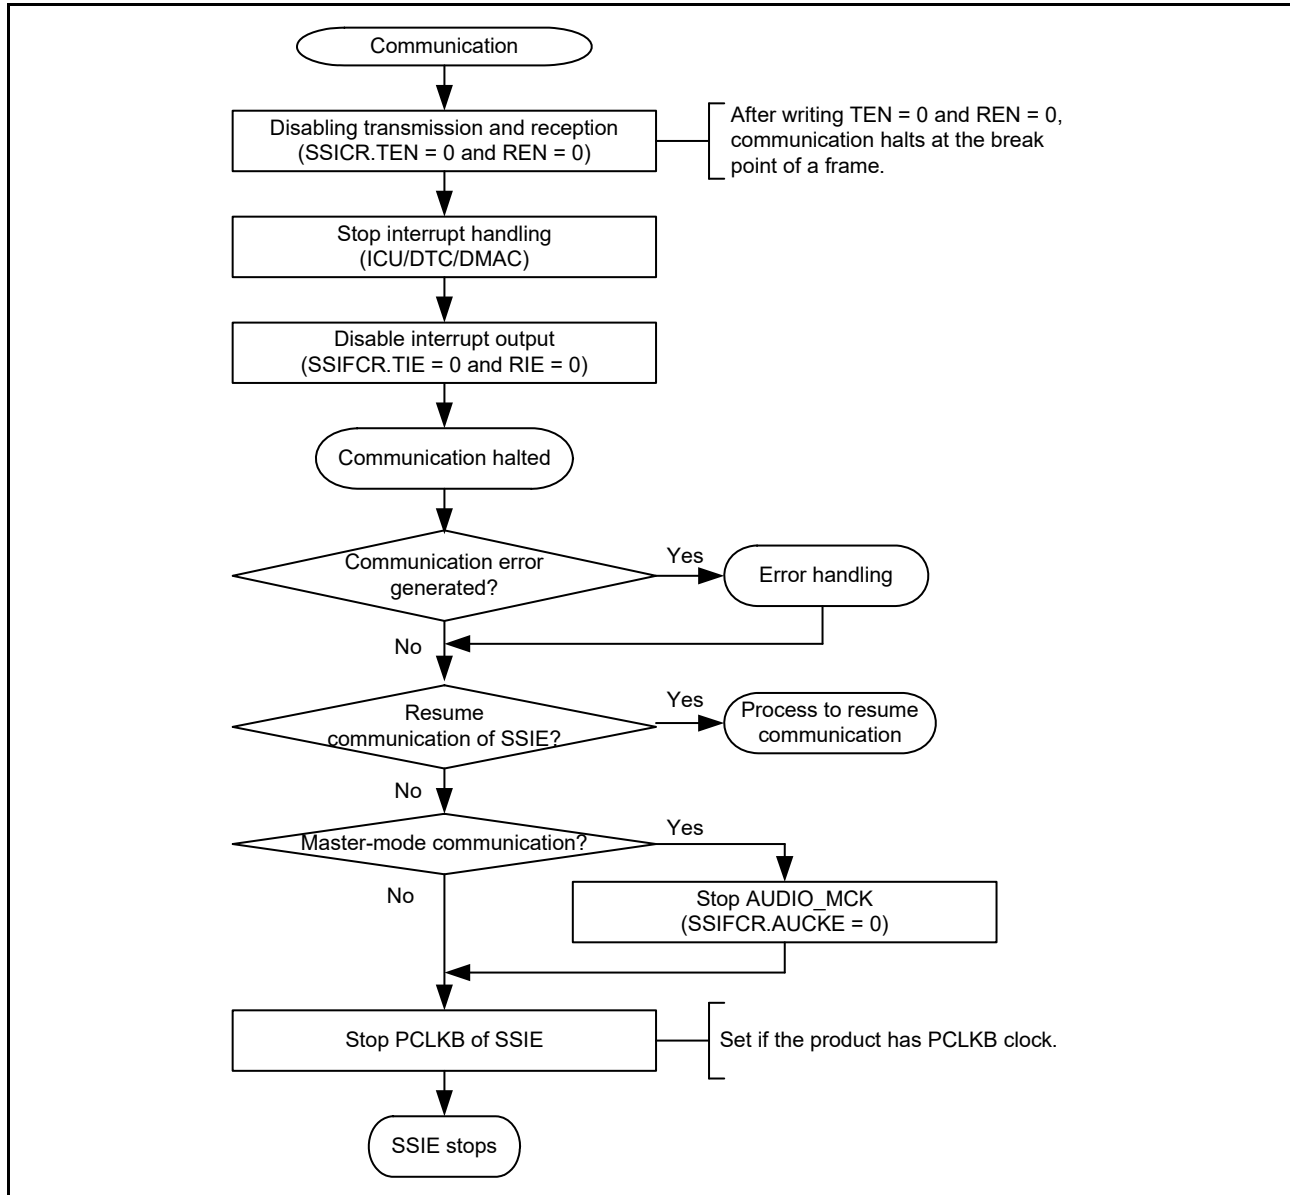 Communication
Disabling transmission and reception
(SSICR.TEN = 0 and REN = 0)
After writing TEN = 0 and REN = 0,
communication halts at the break
point of a frame.
Stop interrupt handling
(ICU/DTC/DMAC)
Disable interrupt output
(SSIFCR.TIE = 0 and RIE = 0)
Communication halted
Communication error
generated?
Yes
Error handling
No
Resume
communication of SSIE?
Yes
Process to resume
communication
No
Master-mode communication?
Yes
No
Stop AUDIO_MCK
(SSIFCR.AUCKE = 0)
Stop PCLKB of SSIE
Set if the product has PCLKB clock.
SSIE stops